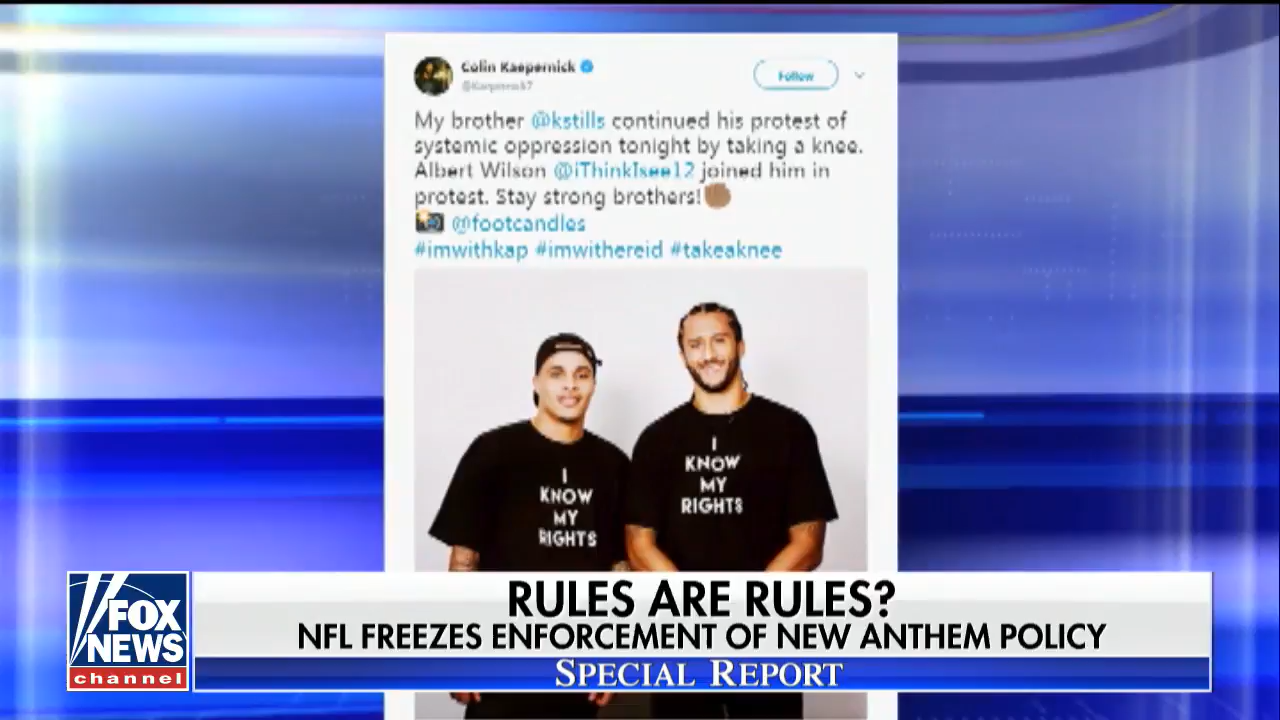 Colin Kaepernick
@Kaepernick7
Follow
My brother @kstills continued his protest of
systemic oppression tonight by taking a knee.
Albert Wilson @iThinkIsee12 joined him in
protest. Stay strong brothers!✊🏾
📸 @footcandles
#imwithkap #imwithereid #takeaknee
I
KNOW
MY
RIGHTS
I
KNOW
MY
RIGHTS
RULES ARE RULES?
NFL FREEZES ENFORCEMENT OF NEW ANTHEM POLICY
SPECIAL REPORT
FOX
NEWS
channel